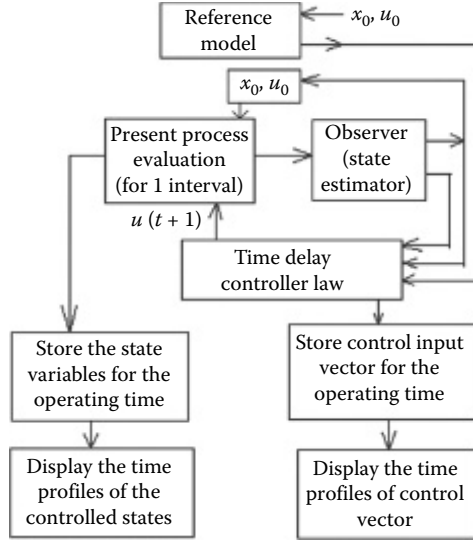 Reference
model
x0, u0
x0, u0
Present process
evaluation
(for 1 interval)
Observer
(state
estimator)
u (t + 1)
Time delay
controller law
Store the state
variables for the
operating time
Store control input
vector for the
operating time
Display the time
profiles of the
controlled states
Display the time
profiles of control
vector